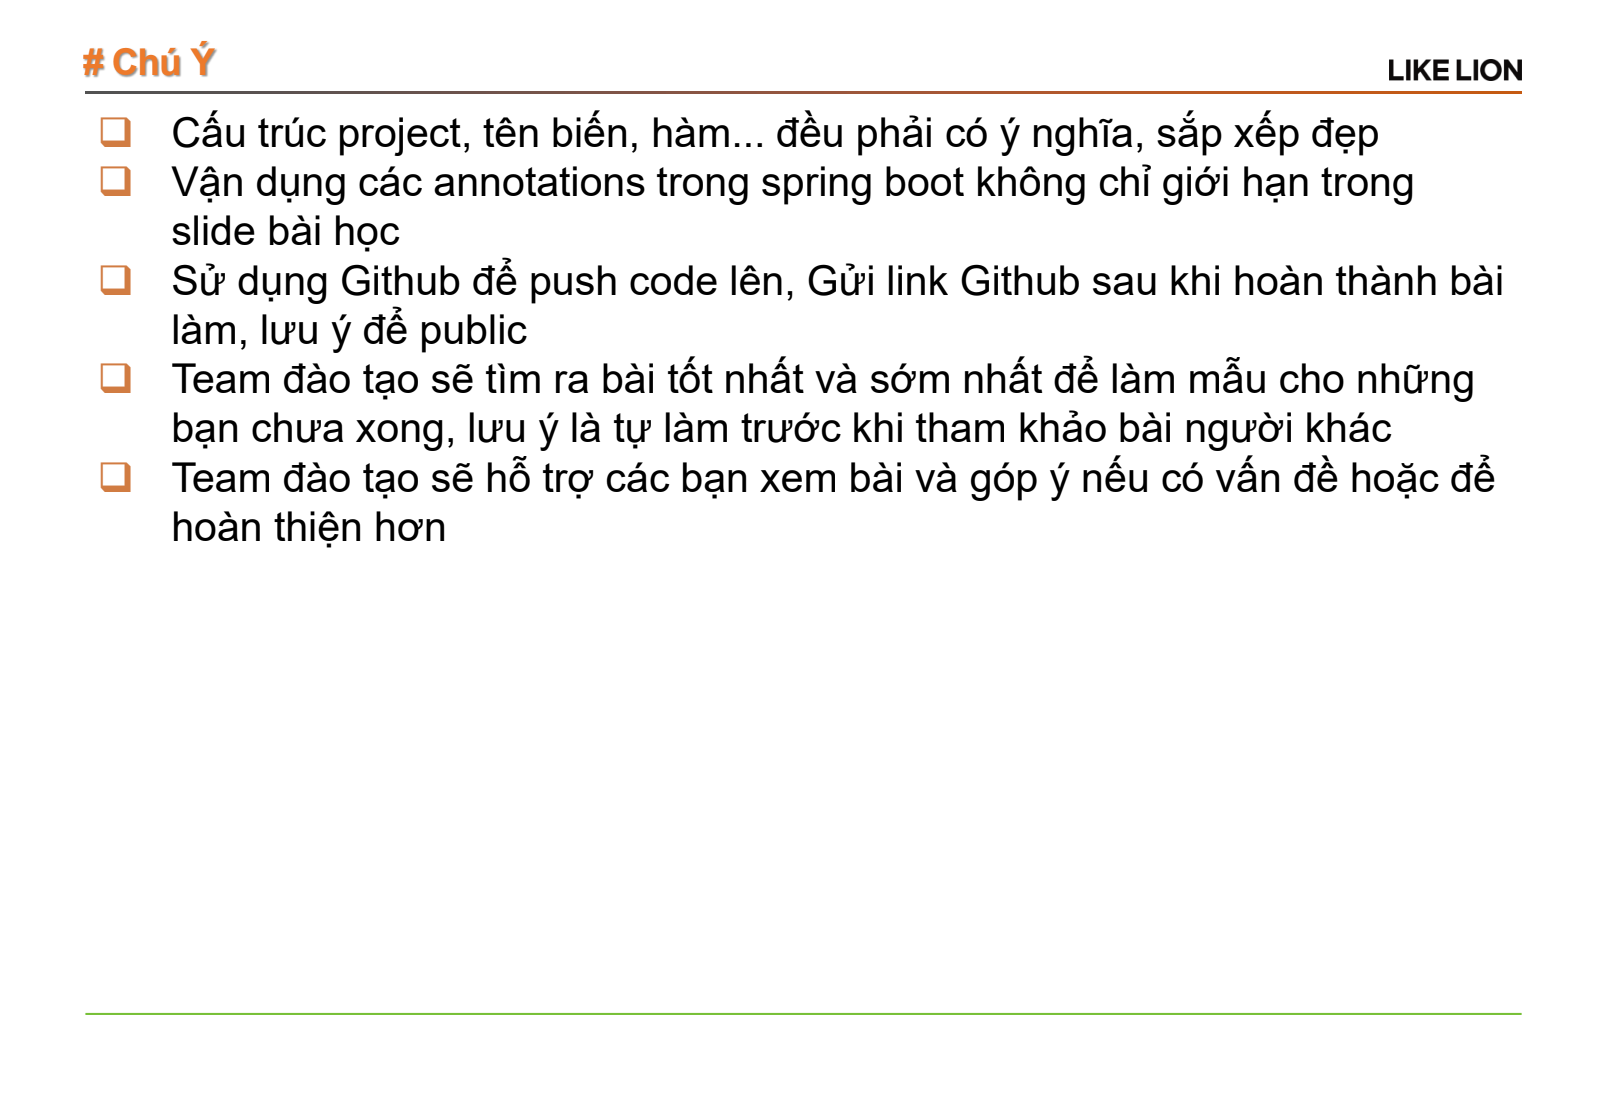 # Chú Ý
LIKE LION
Cấu trúc project, tên biến, hàm... đều phải có ý nghĩa, sắp xếp đẹp
Vận dụng các annotations trong spring boot không chỉ giới hạn trong
slide bài học
Sử dụng Github để push code lên, Gửi link Github sau khi hoàn thành bài
làm, lưu ý để public
Team đào tạo sẽ tìm ra bài tốt nhất và sớm nhất để làm mẫu cho những
bạn chưa xong, lưu ý là tự làm trước khi tham khảo bài người khác
Team đào tạo sẽ hỗ trợ các bạn xem bài và góp ý nếu có vấn đề hoặc để
hoàn thiện hơn